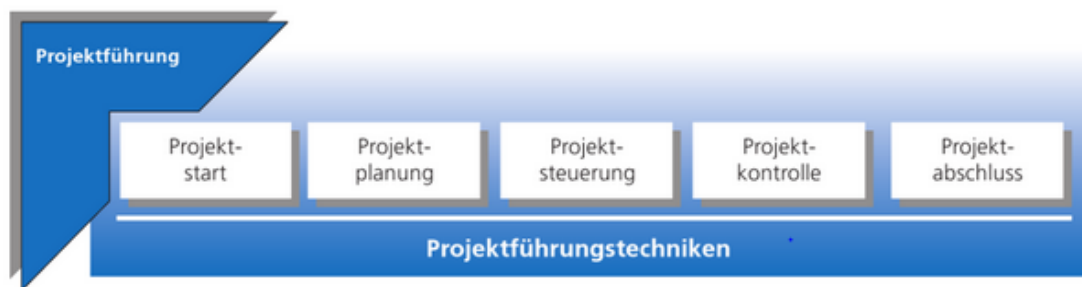 Projektführung
Projekt-
start
Projekt-
planung
Projekt-
steuerung
Projekt-
kontrolle
Projekt-
abschluss
Projektführungstechniken